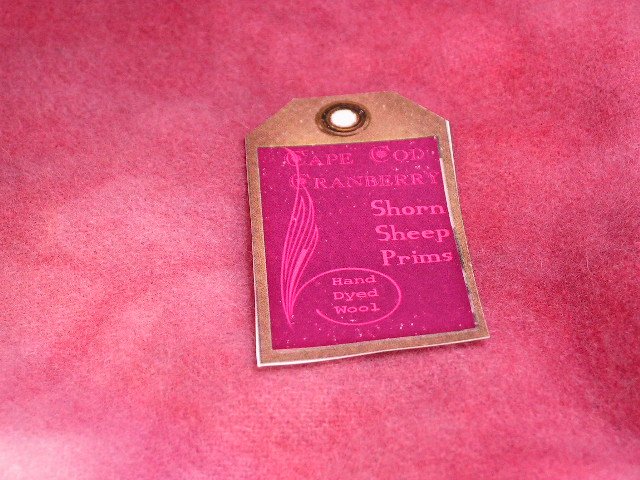 Cape Cod
Cranberry
Shorn
Sheep
Prims
Hand
Dyed
Wool